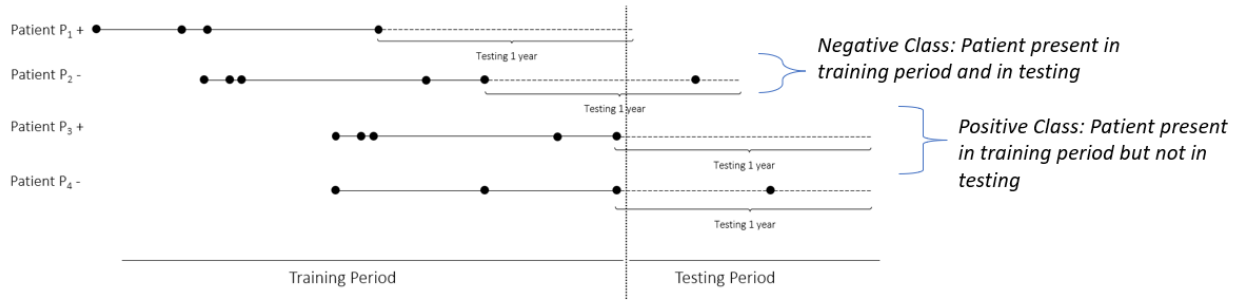 Patient P₁ +
Testing 1 year
Patient P₂ -
Testing 1 year
Negative Class: Patient present in
training period and in testing
Patient P₃ +
Testing 1 year
Positive Class: Patient present
in training period but not in
testing
Patient P₄ -
Testing 1 year
Training Period
Testing Period